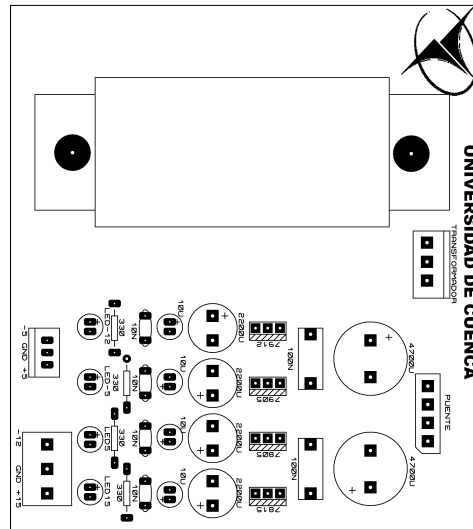 UNIVERSIDAD DE CUENCA
TRANSFORMADOR
PUENTE
-5 GND +5
-12 GND +15
LED-12
330
10N
10U
2200U
7912
100N
4700U
LED-5
330
10N
10U
2200U
7905
LED5
330
10N
10U
2200U
7805
100N
4700U
LED15
330
10N
10U
2200U
7815